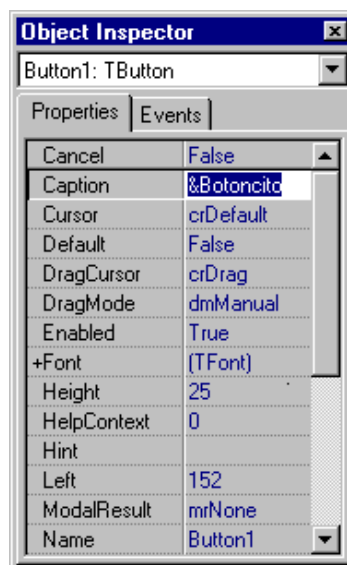 Object Inspector
Button1: TButton
Properties Events
Cancel False
Caption &Botoncito
Cursor crDefault
Default False
DragCursor crDrag
DragMode dmManual
Enabled True
+Font (TFont)
Height 25
HelpContext 0
Hint
Left 152
ModalResult mrNone
Name Button1